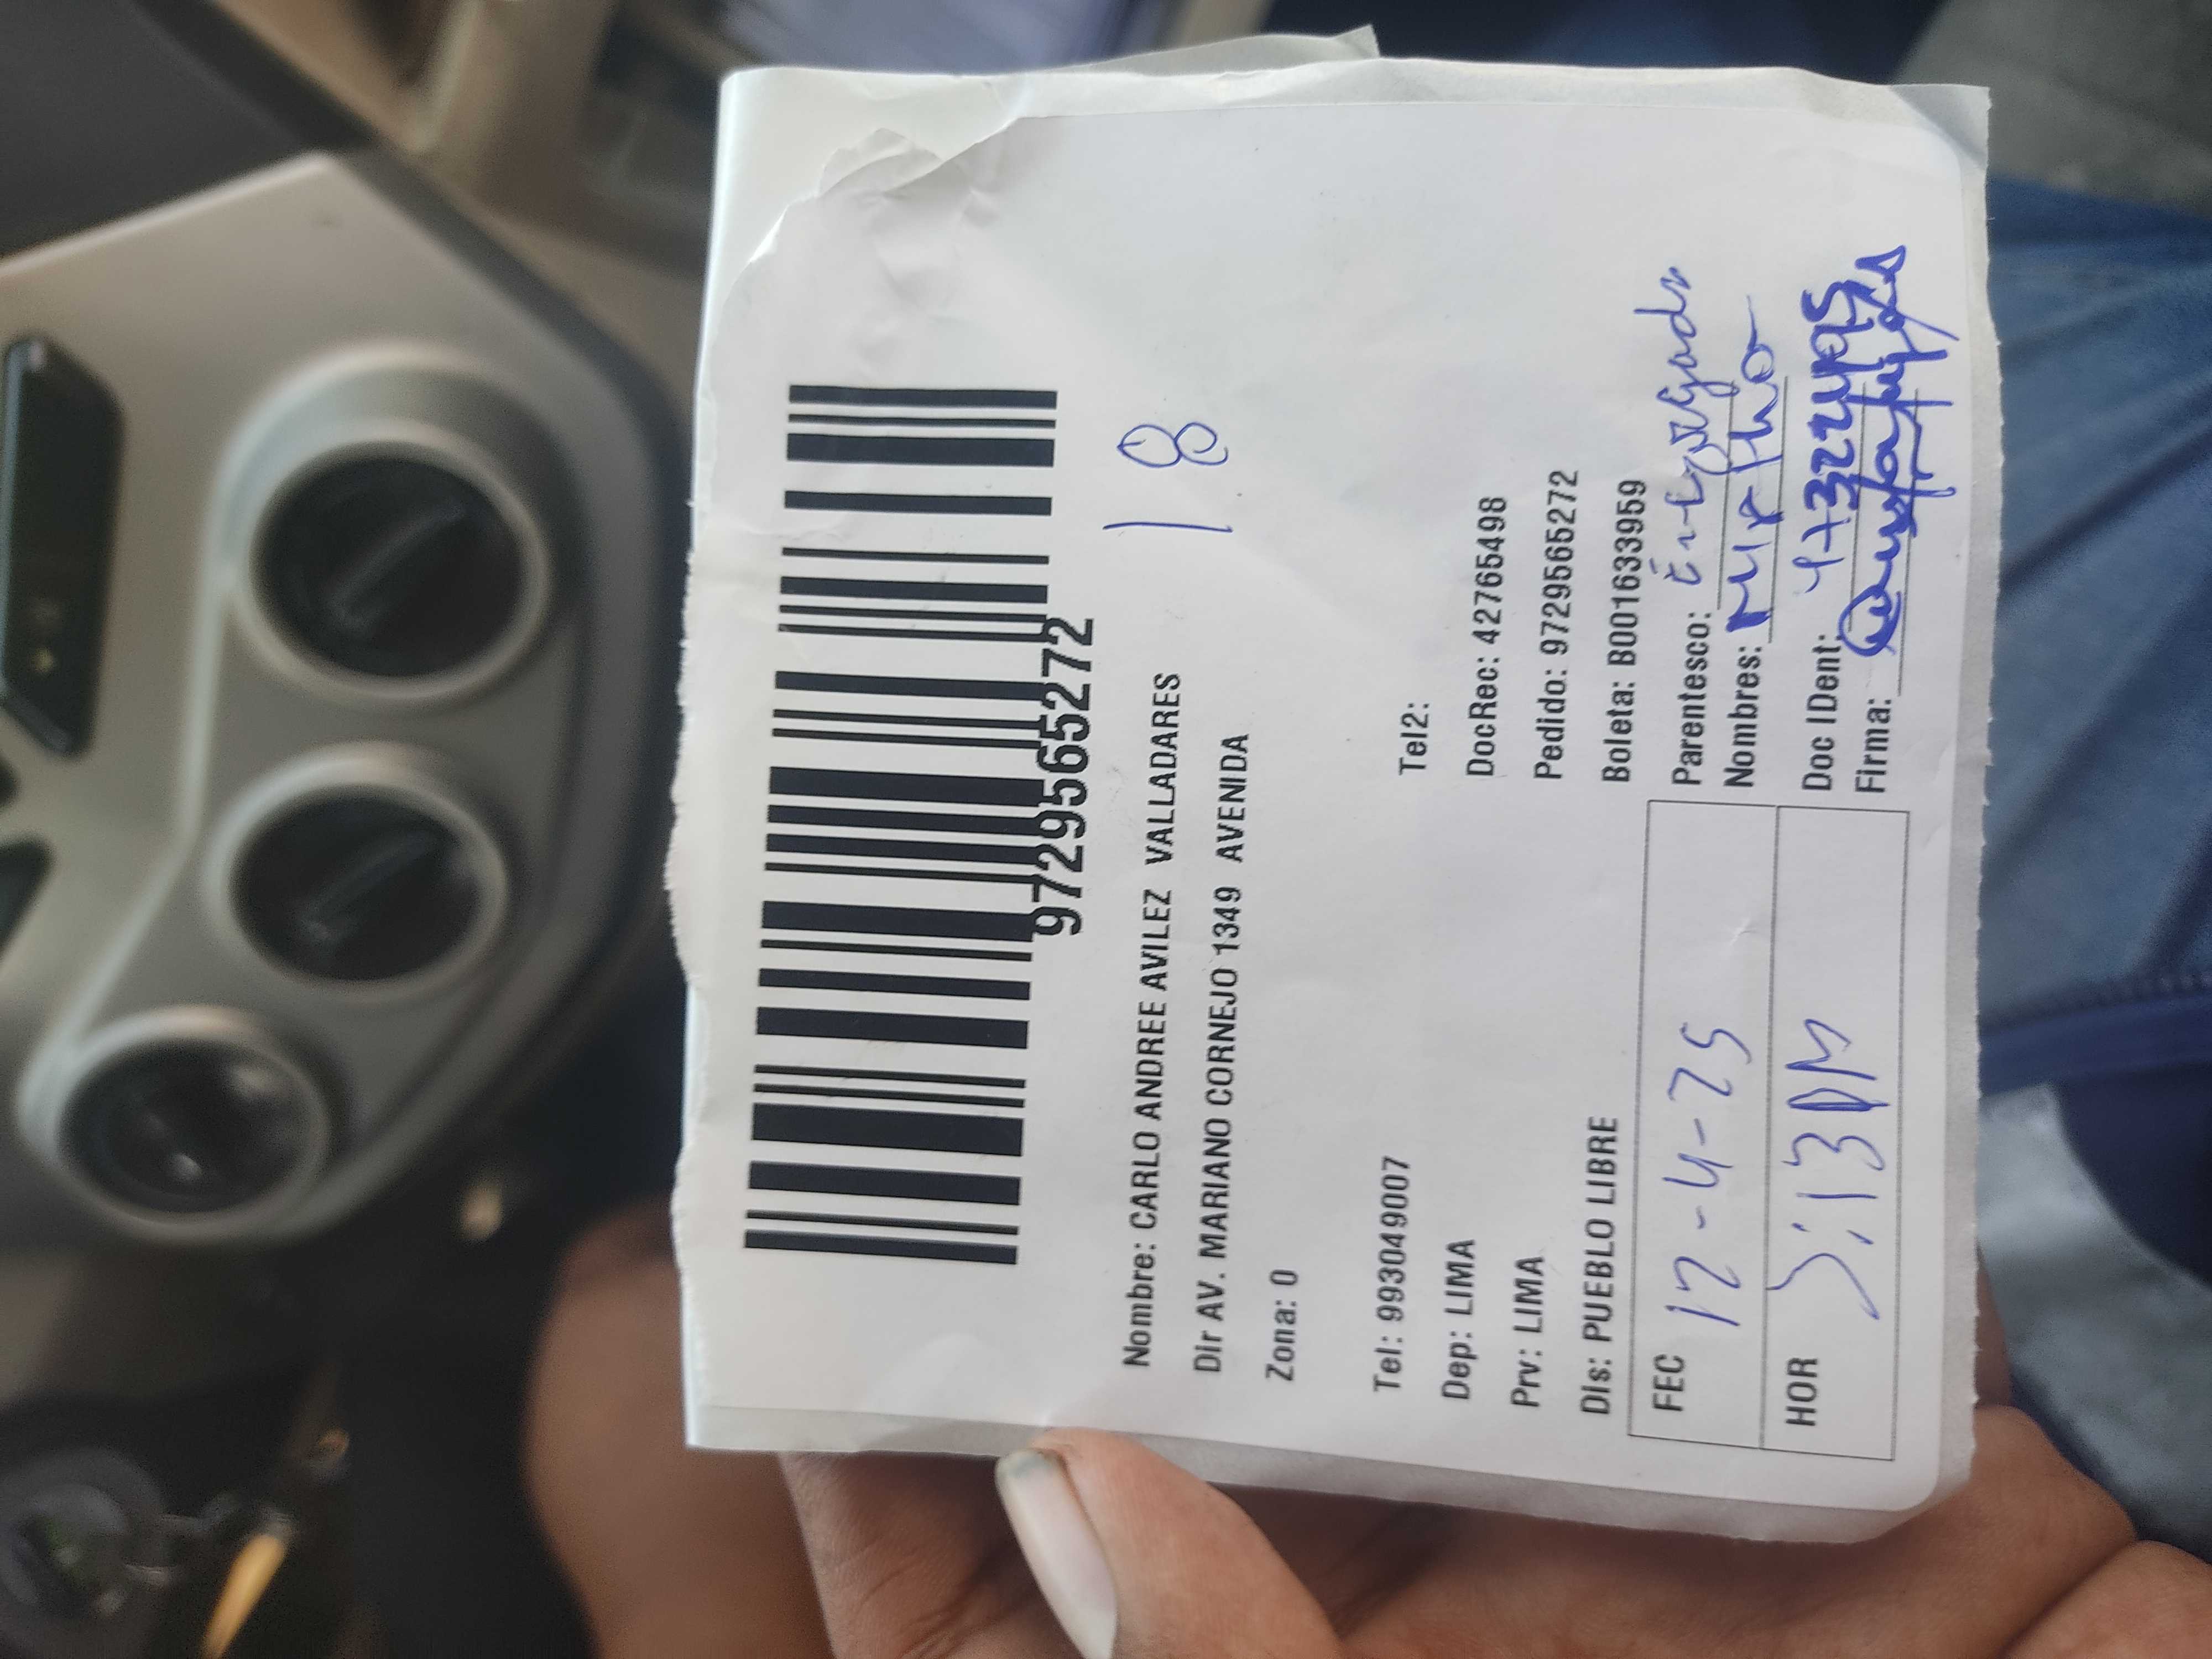 9729565272
Nombre: CARLO ANDREE AVILEZ VALLADARES
Dir AV. MARIANO CORNEJO 1349 AVENIDA
18
Zona: 0
Tel: 993049007 Tel2:
Dep: LIMA DocRec: 42765498
Prv: LIMA Pedido: 9729565272
Dis: PUEBLO LIBRE Boleta: B001633959
FEC 12-4-25
Parentesco:
Nombres:
HOR
Doc IDent:
Firma: